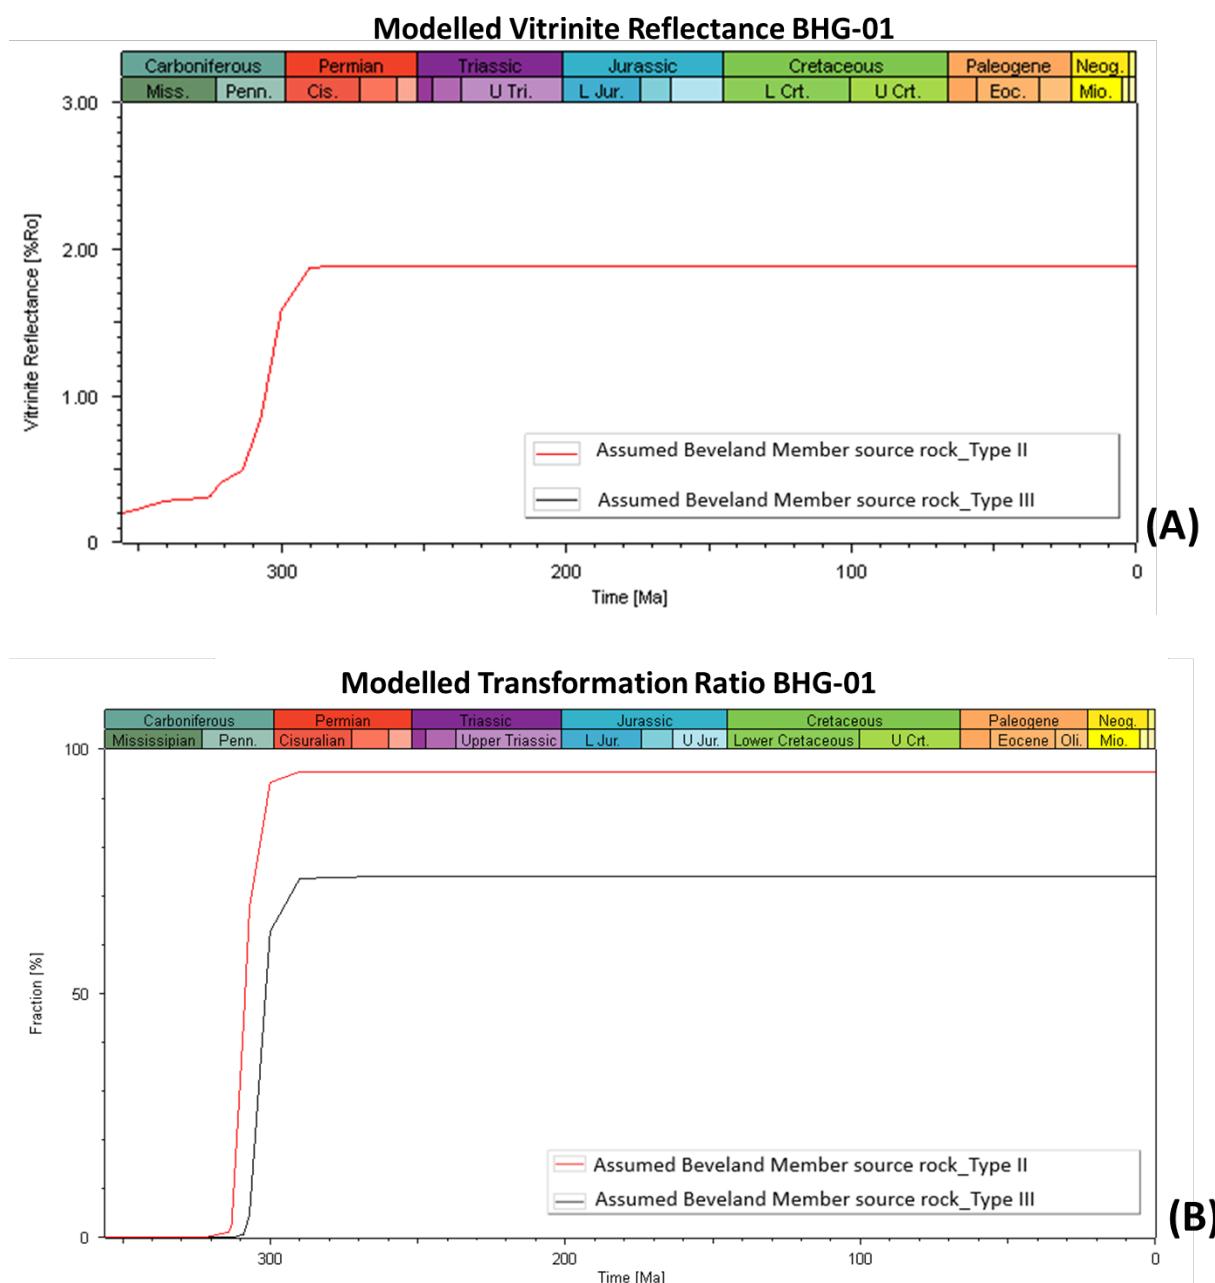 Modelled Vitrinite Reflectance BHG-01
Carboniferous Permian Triassic Jurassic Cretaceous Paleogene Neog.
Miss. Penn. Cis. U Tri. L Jur. L Crt. U Crt. Eoc. Mio.
3.00
2.00
1.00
0
Vitrinite Reflectance [%Ro]
Assumed Beveland Member source rock_Type II
Assumed Beveland Member source rock_Type III
(A)
300 200 100 0
Time [Ma]
Modelled Transformation Ratio BHG-01
Carboniferous Permian Triassic Jurassic Cretaceous Paleogene Neog.
Mississipian Penn. Cisuralian Upper Triassic L Jur. U Jur. Lower Cretaceous U Crt. Eocene Oli. Mio.
100
50
0
Fraction [%]
Assumed Beveland Member source rock_Type II
Assumed Beveland Member source rock_Type III
(B)
300 200 100 0
Time [Ma]